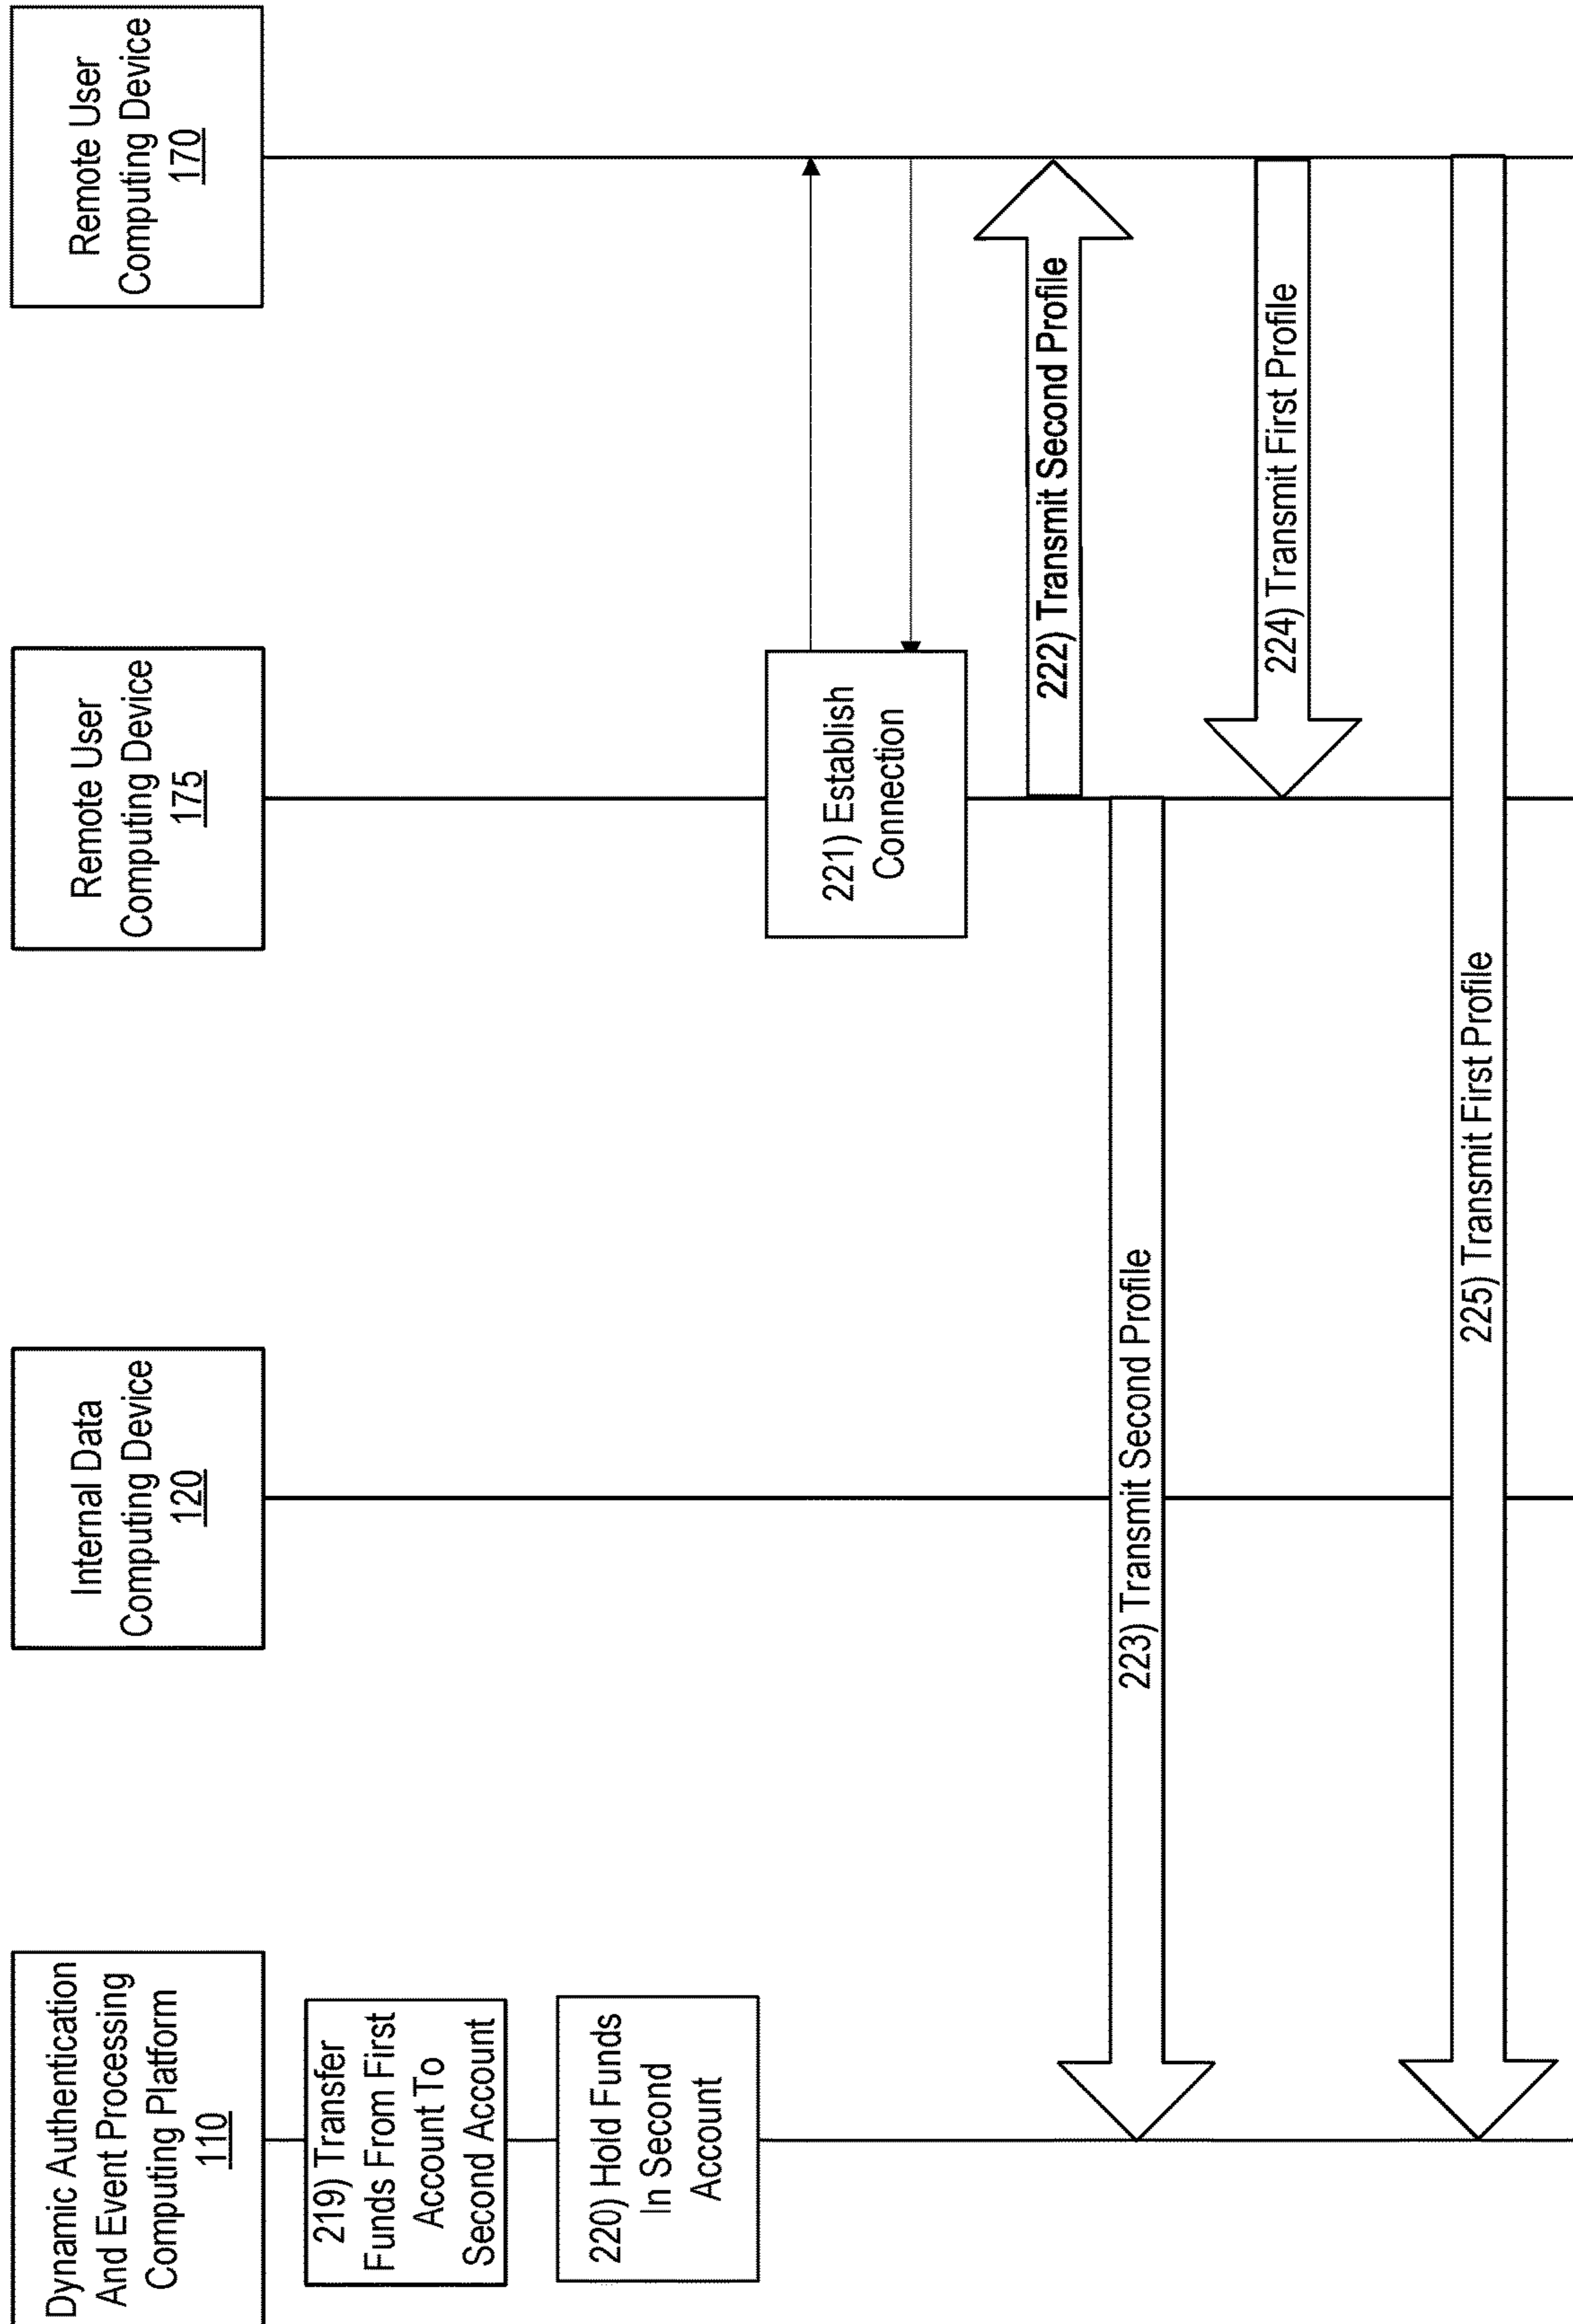 Dynamic Authentication
And Event Processing
Computing Platform
110
Internal Data
Computing Device
120
Remote User
Computing Device
175
Remote User
Computing Device
170
219) Transfer
Funds From First
Account To
Second Account
220) Hold Funds
In Second
Account
221) Establish
Connection
222) Transmit Second Profile
223) Transmit Second Profile
224) Transmit First Profile
225) Transmit First Profile